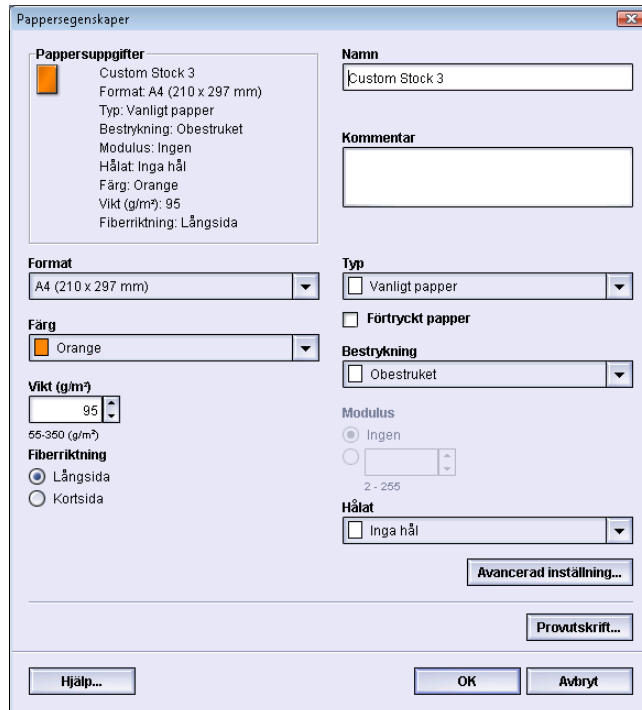 Pappersegenskaper
Pappersuppgifter
Custom Stock 3
Format: A4 (210 x 297 mm)
Typ: Vanligt papper
Bestrykning: Obestruket
Modulus: Ingen
Hålat: Inga hål
Färg: Orange
Vikt (g/m²): 95
Fiberriktning: Långsida
Namn
Custom Stock 3
Kommentar
Format
A4 (210 x 297 mm)
Färg
Orange
Vikt (g/m²)
95
55-350 (g/m²)
Fiberriktning
Långsida
Kortsida
Typ
Vanligt papper
Förtryckt papper
Bestrykning
Obestruket
Modulus
Ingen
2 - 255
Hålat
Inga hål
Avancerad inställning...
Provutskrift...
Hjälp...
OK
Avbryt